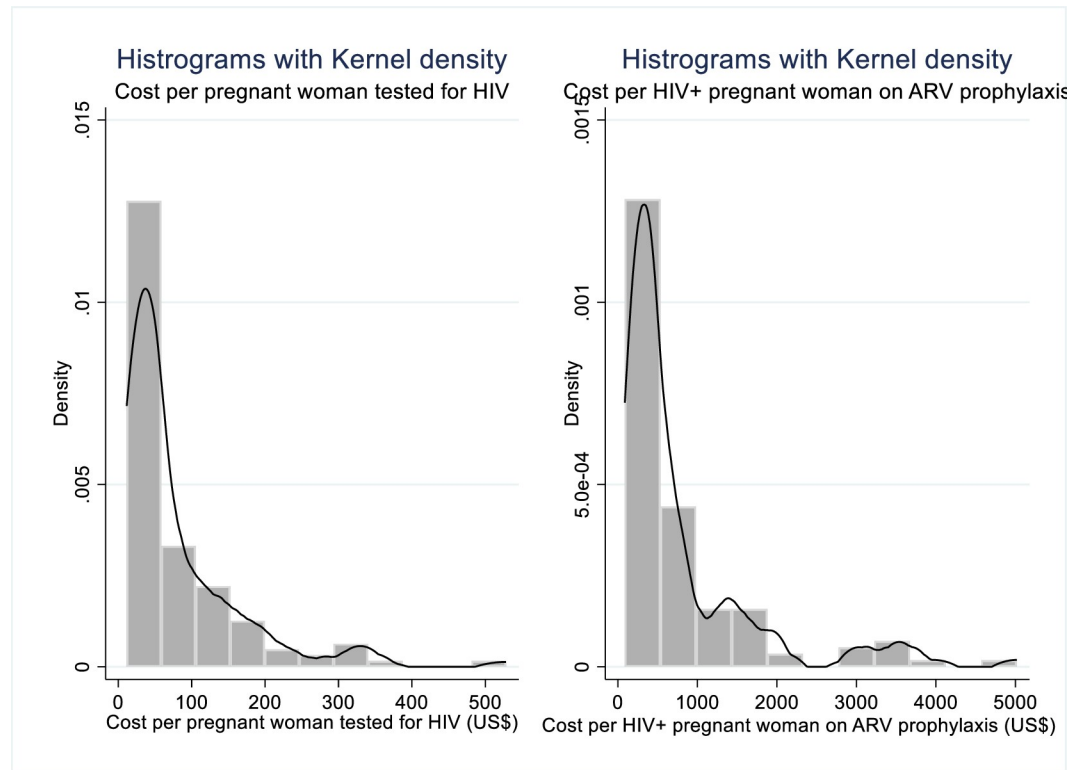 Histrograms with Kernel density
Cost per pregnant woman tested for HIV
.015
.01
.005
0
Density
0 100 200 300 400 500
Cost per pregnant woman tested for HIV (US$)
Histrograms with Kernel density
Cost per HIV+ pregnant woman on ARV prophylaxis
.0015
.001
5.0e-04
0
Density
0 1000 2000 3000 4000 5000
Cost per HIV+ pregnant woman on ARV prophylaxis (US$)